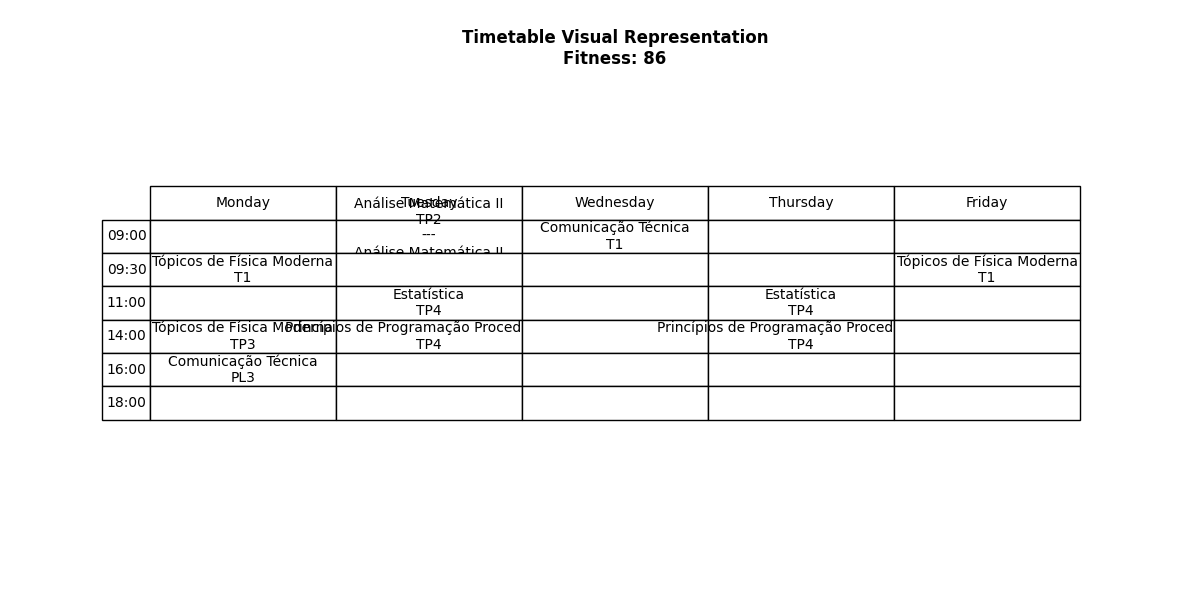 Timetable Visual Representation
Fitness: 86
Monday
Tuesday
Wednesday
Thursday
Friday
09:00
Análise Matemática II
TP2
---
Análise Matemática II
Comunicação Técnica
T1
09:30
Tópicos de Física Moderna
T1
Tópicos de Física Moderna
T1
11:00
Estatística
TP4
Estatística
TP4
14:00
Tópicos de Física Moderna
TP3
Princípios de Programação Proced
TP4
Princípios de Programação Proced
TP4
16:00
Comunicação Técnica
PL3
18:00